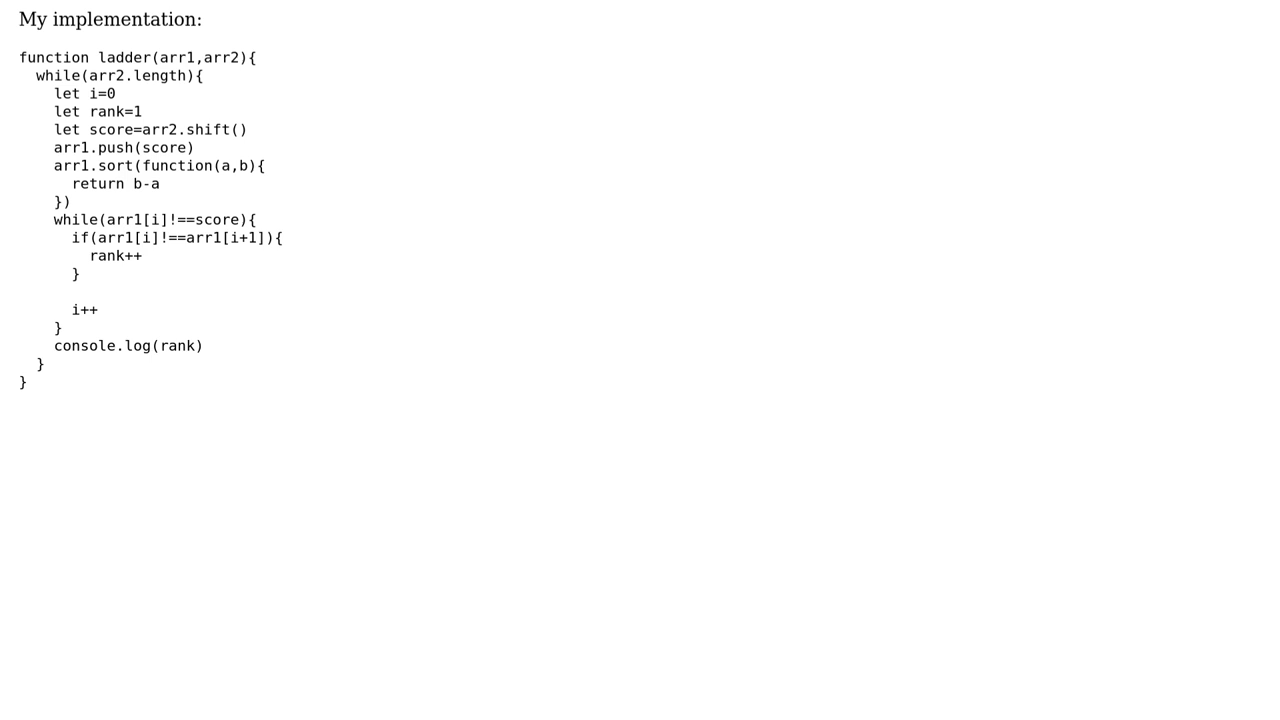 My implementation:
function ladder(arr1,arr2){
  while(arr2.length){
    let i=0
    let rank=1
    let score=arr2.shift()
    arr1.push(score)
    arr1.sort(function(a,b){
      return b-a
    })
    while(arr1[i]!==score){
      if(arr1[i]!==arr1[i+1]){
        rank++
      }

      i++
    }
    console.log(rank)
  }
}